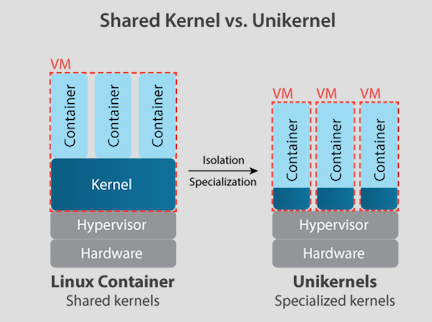 Shared Kernel vs. Unikernel
VM
Container
Container
Container
Kernel
Hypervisor
Hardware
Linux Container
Shared kernels
Isolation
Specialization
VM
VM
VM
Container
Container
Container
Hypervisor
Hardware
Unikernels
Specialized kernels